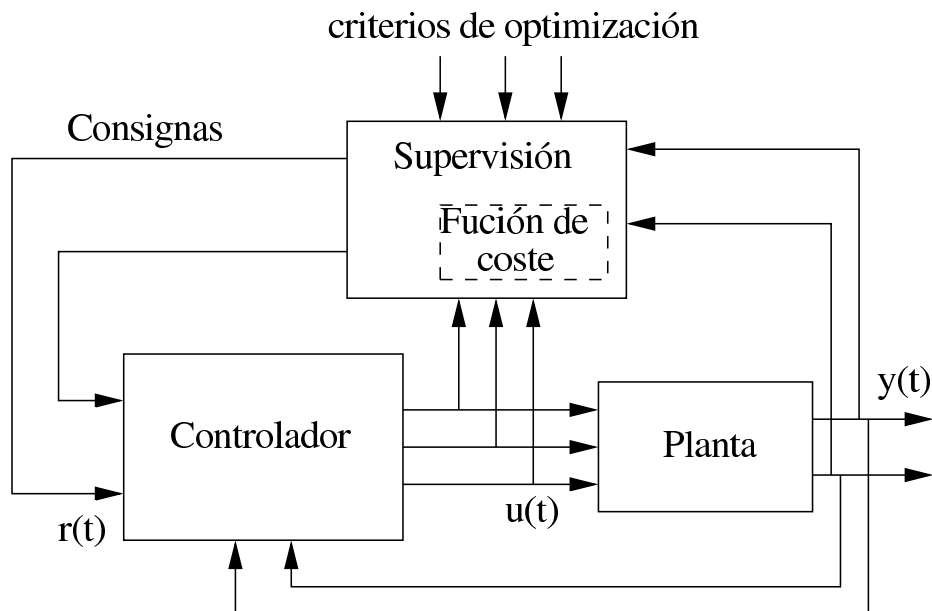 criterios de optimización
Consignas
Supervisión
Fución de
coste
y(t)
Controlador
Planta
r(t)
u(t)